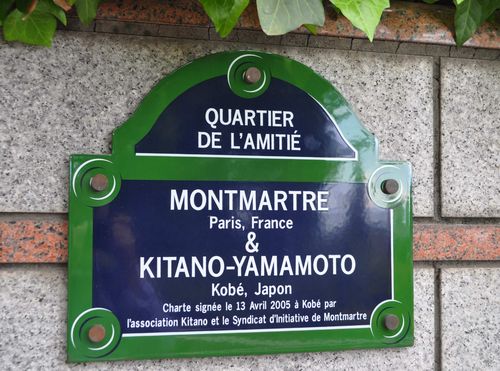 QUARTIER
DE L'AMITIÉ
MONTMARTRE
Paris, France
&
KITANO-YAMAMOTO
Kobé, Japon
Charte signée le 13 Avril 2005 à Kobé par
l'association Kitano et le Syndicat d'Initiative de Montmartre